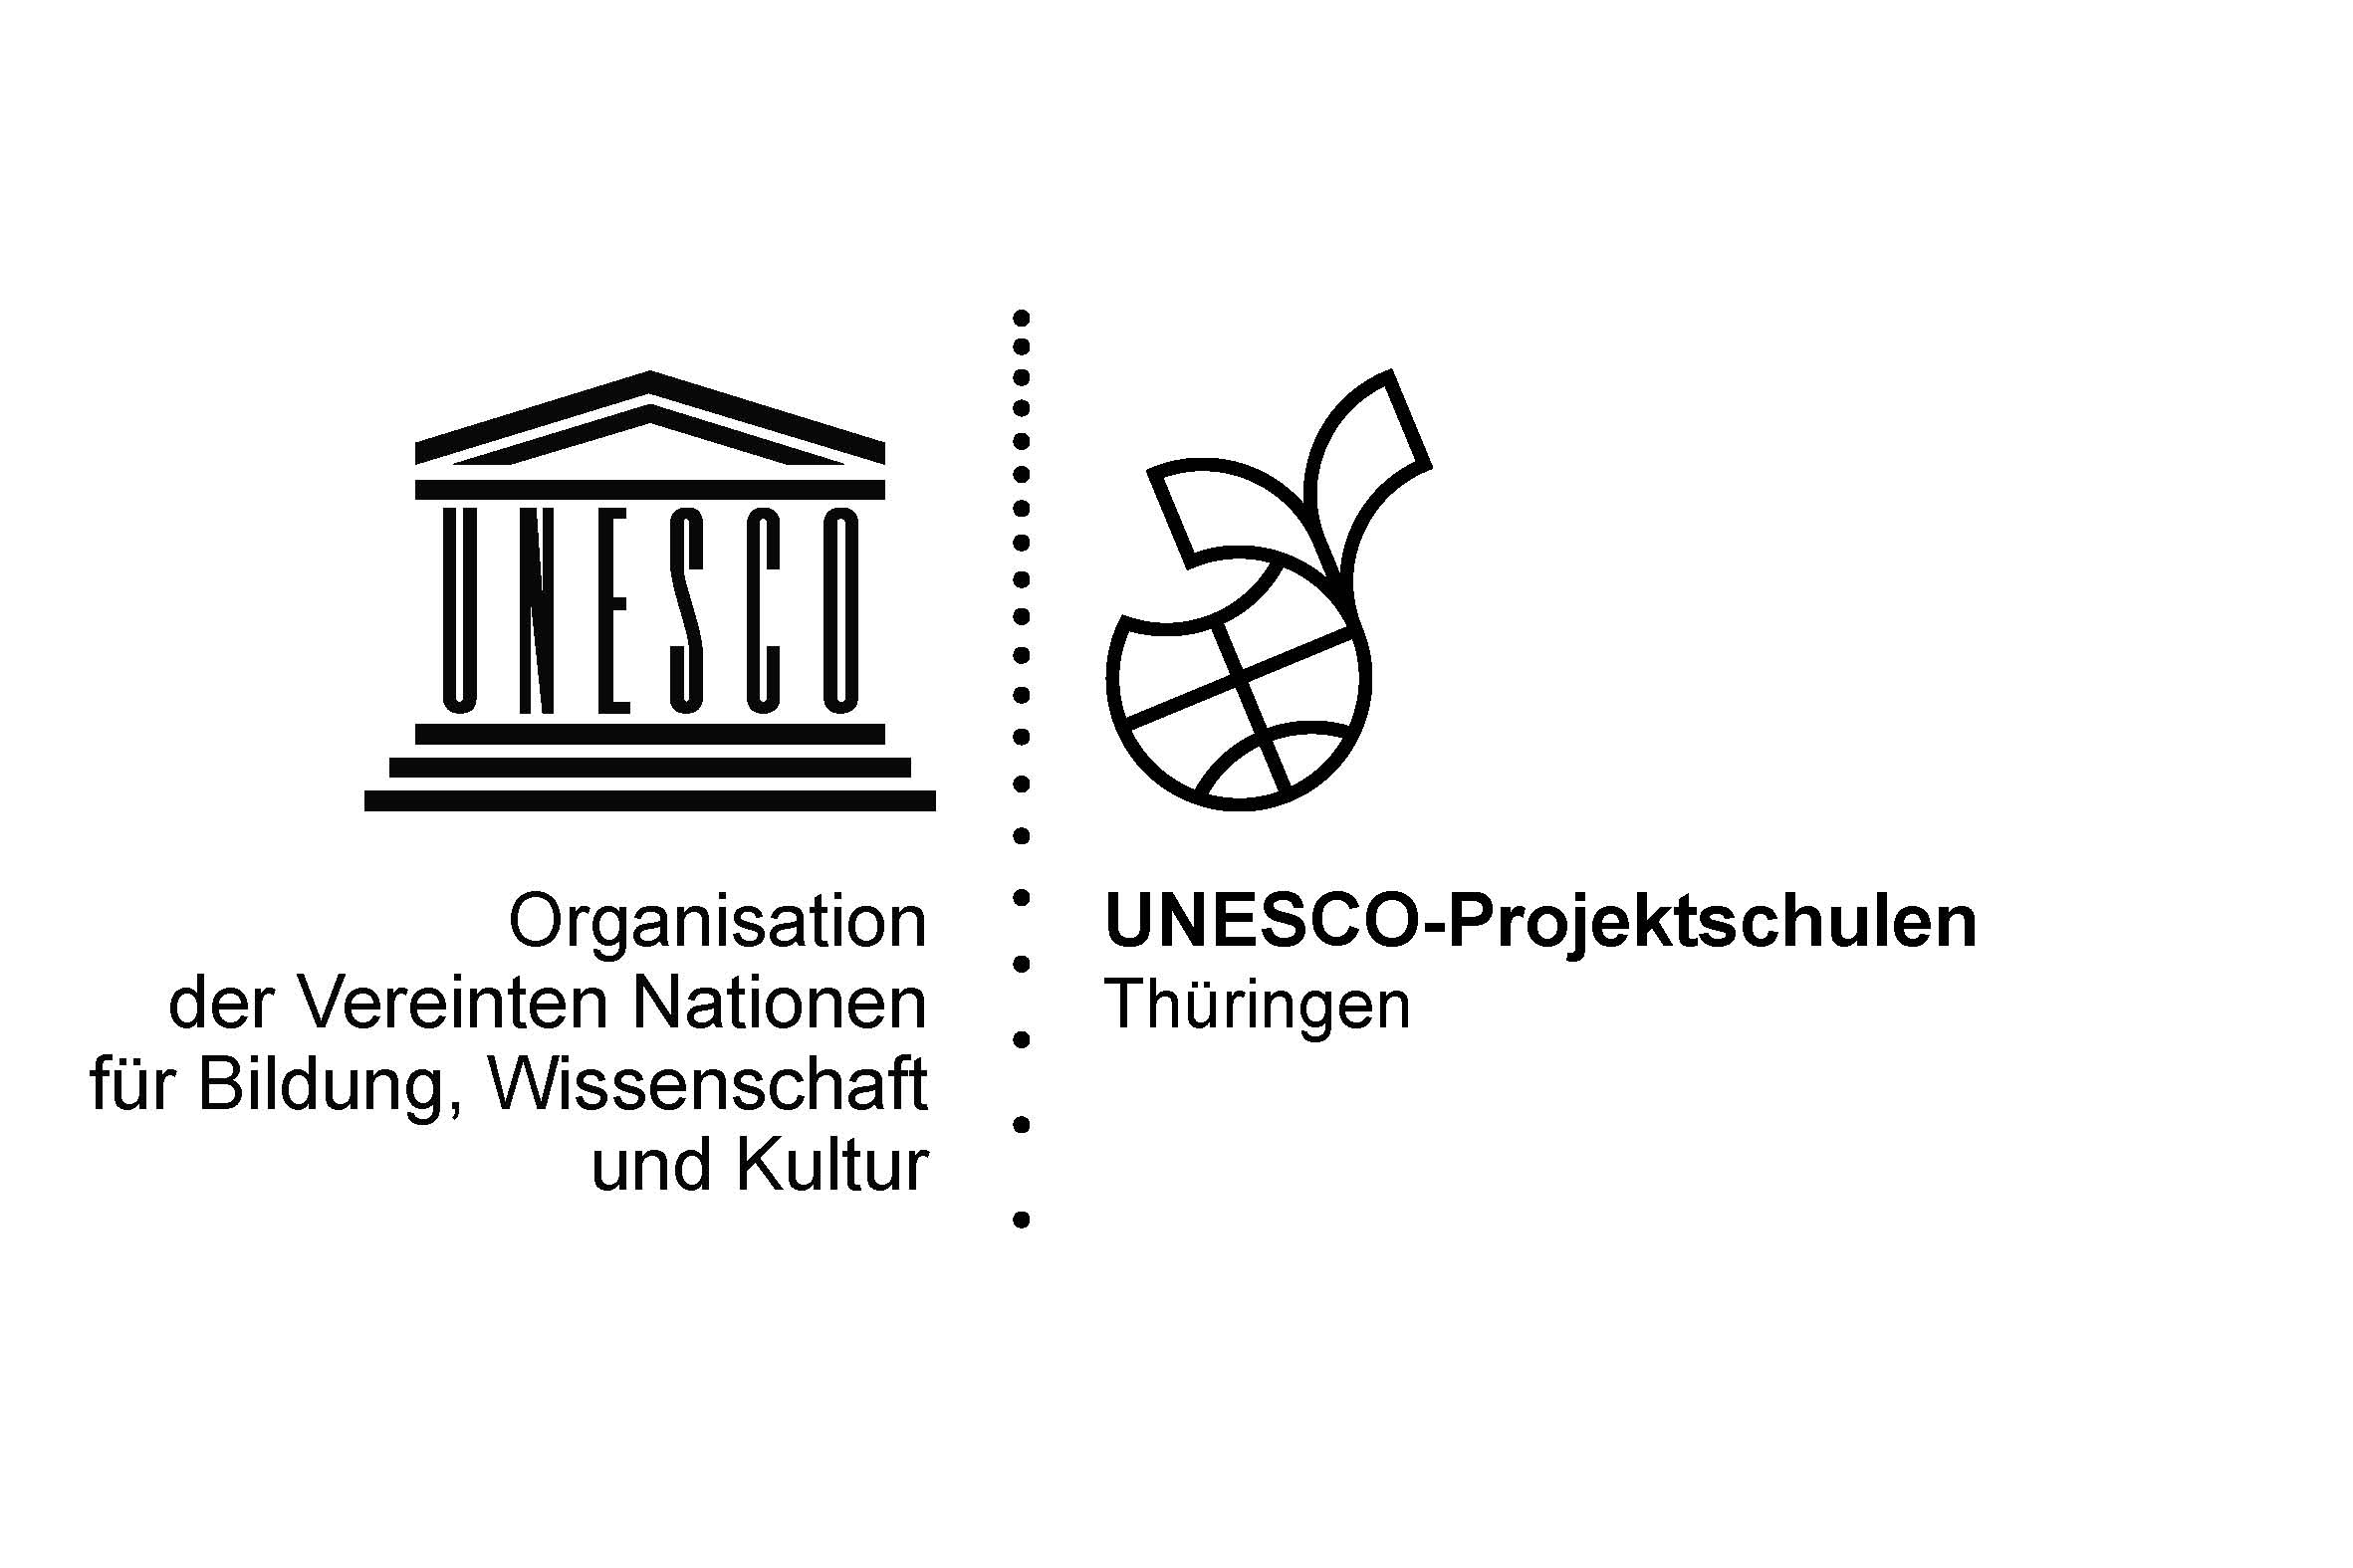 UNESCO
Organisation
der Vereinten Nationen
für Bildung, Wissenschaft
und Kultur
UNESCO-Projektschulen
Thüringen